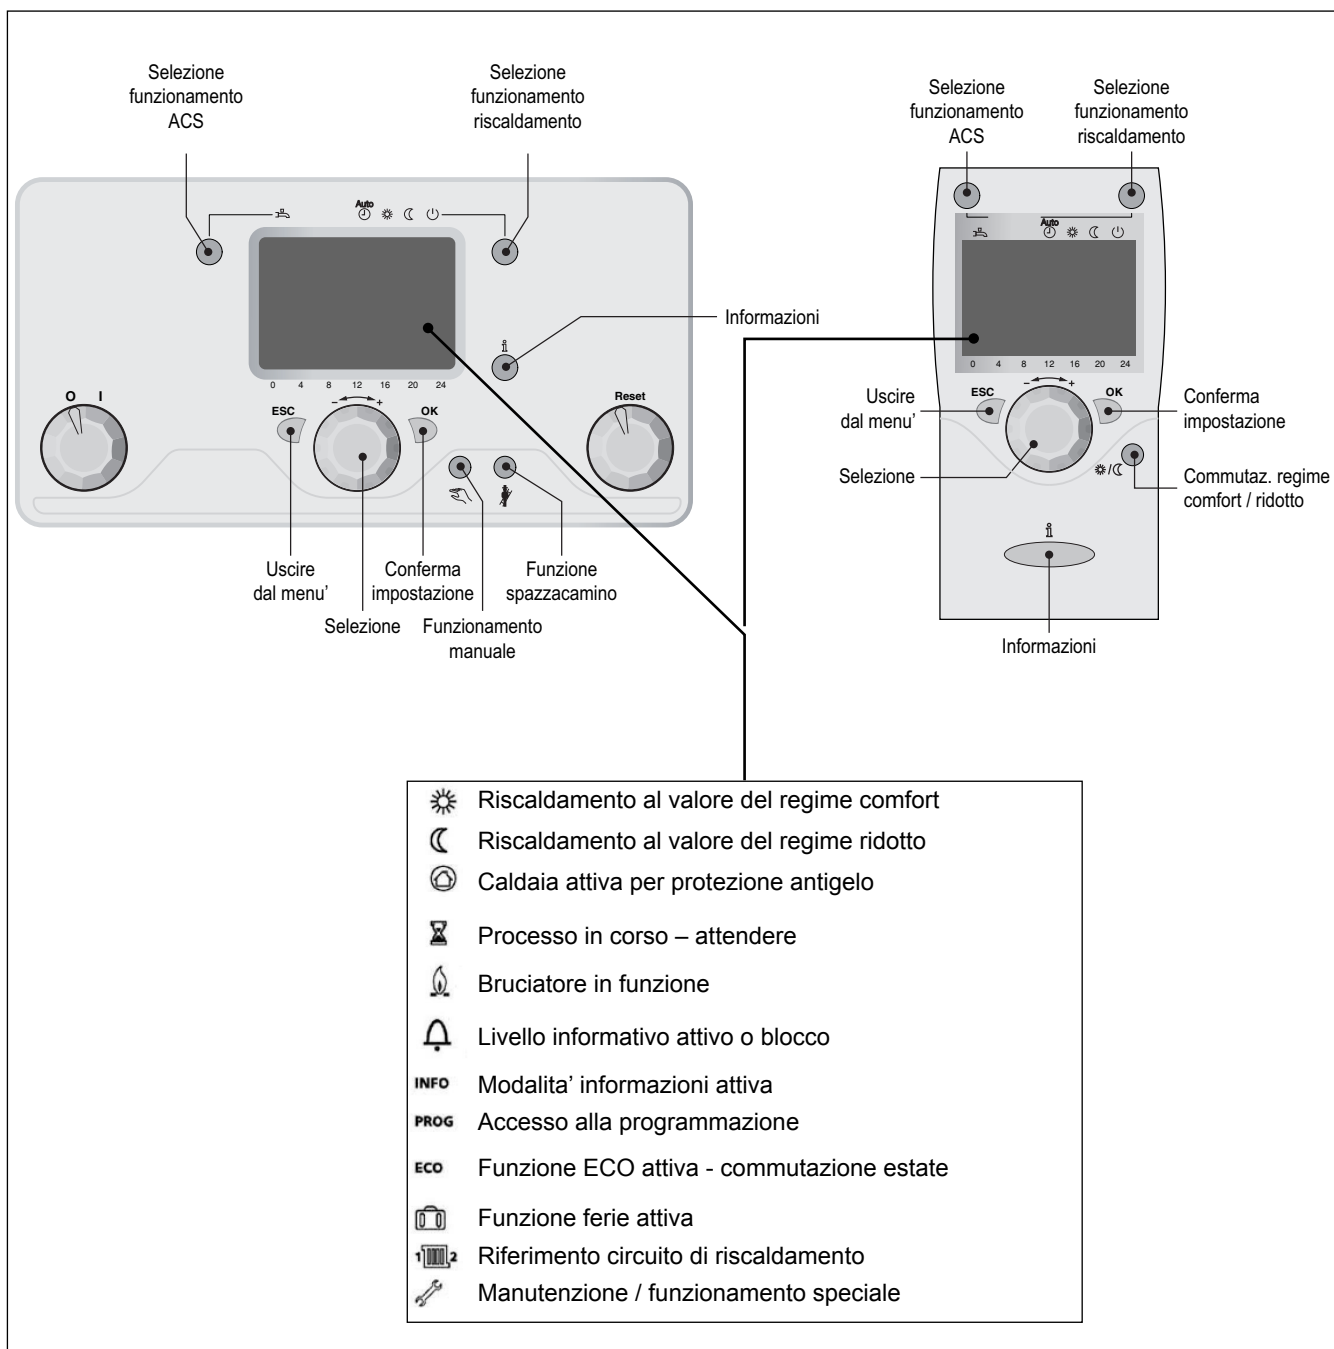 Selezione
funzionamento
ACS
Selezione
funzionamento
riscaldamento
Auto
0 4 8 12 16 20 24
O I
ESC
- +
OK
Reset
Informazioni
Uscire
dal menu'
Conferma
impostazione
Funzione
spazzacamino
Selezione
Funzionamento
manuale
Selezione
funzionamento
ACS
Selezione
funzionamento
riscaldamento
Auto
0 4 8 12 16 20 24
ESC
- +
OK
Uscire
dal menu'
Conferma
impostazione
Selezione
/
Commutaz. regime
comfort / ridotto
Informazioni
Riscaldamento al valore del regime comfort
Riscaldamento al valore del regime ridotto
Caldaia attiva per protezione antigelo
Processo in corso – attendere
Bruciatore in funzione
Livello informativo attivo o blocco
INFO Modalita' informazioni attiva
PROG Accesso alla programmazione
ECO Funzione ECO attiva - commutazione estate
Funzione ferie attiva
1 2 Riferimento circuito di riscaldamento
Manutenzione / funzionamento speciale